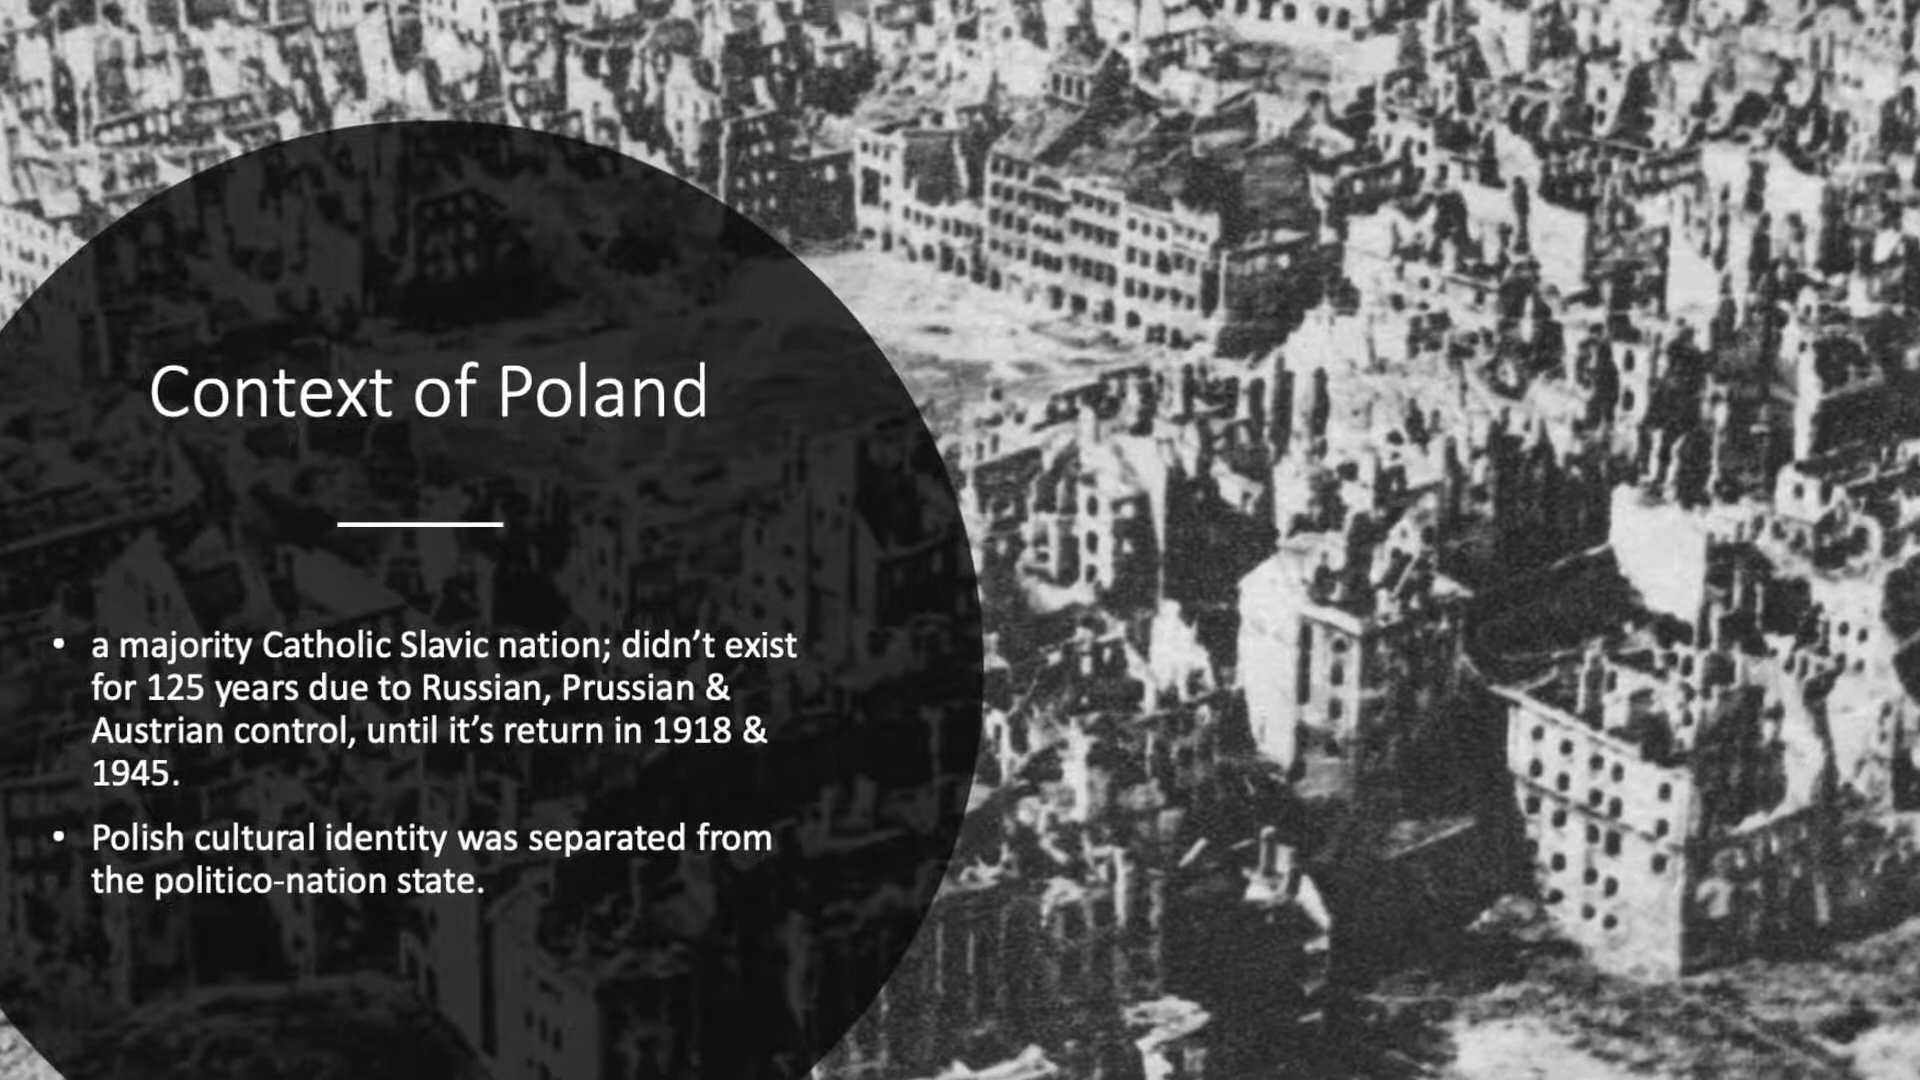 Context of Poland
• a majority Catholic Slavic nation; didn’t exist
for 125 years due to Russian, Prussian &
Austrian control, until it’s return in 1918 &
1945.
• Polish cultural identity was separated from
the politico-nation state.